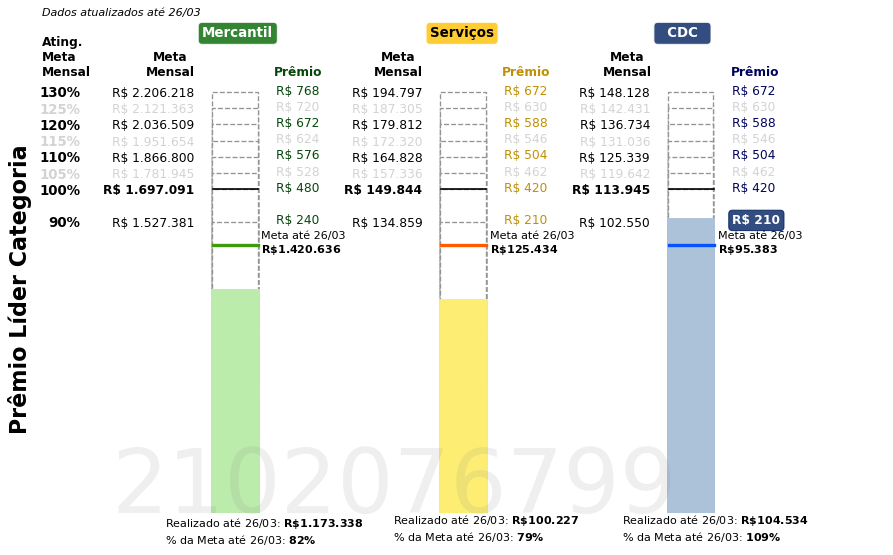 Dados atualizados até 26/03
Mercantil Serviços CDC
Ating.
Meta
Mensal
Meta
Mensal
Prêmio
Meta
Mensal
Prêmio
Meta
Mensal
Prêmio
130% R$ 2.206.218 R$ 768 R$ 194.797 R$ 672 R$ 148.128 R$ 672
125% R$ 2.121.363 R$ 720 R$ 187.305 R$ 630 R$ 142.431 R$ 630
120% R$ 2.036.509 R$ 672 R$ 179.812 R$ 588 R$ 136.734 R$ 588
115% R$ 1.951.654 R$ 624 R$ 172.320 R$ 546 R$ 131.036 R$ 546
110% R$ 1.866.800 R$ 576 R$ 164.828 R$ 504 R$ 125.339 R$ 504
105% R$ 1.781.945 R$ 528 R$ 157.336 R$ 462 R$ 119.642 R$ 462
100% R$ 1.697.091 R$ 480 R$ 149.844 R$ 420 R$ 113.945 R$ 420
90% R$ 1.527.381 R$ 240 R$ 134.859 R$ 210 R$ 102.550 R$ 210
Meta até 26/03
R$1.420.636
Meta até 26/03
R$125.434
Meta até 26/03
R$95.383
Prêmio Líder Categoria
2102076799
Realizado até 26/03: R$1.173.338
% da Meta até 26/03: 82%
Realizado até 26/03: R$100.227
% da Meta até 26/03: 79%
Realizado até 26/03: R$104.534
% da Meta até 26/03: 109%